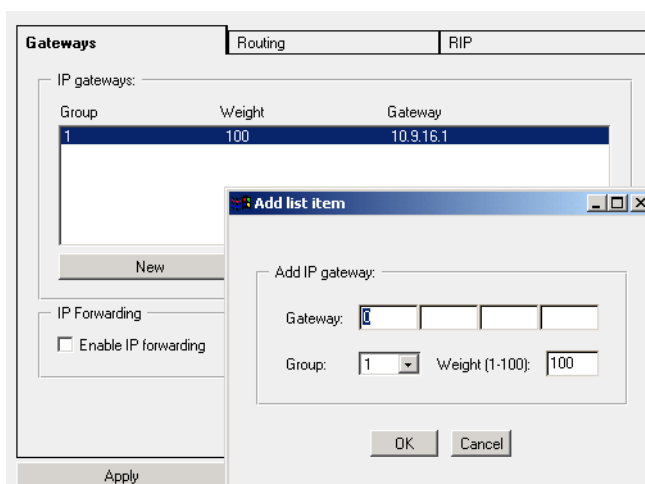 Gateways Routing RIP
IP gateways:
Group Weight Gateway
1 100 10.9.16.1
Add list item
New
Add IP gateway:
IP Forwarding
Gateway: 0
Enable IP forwarding
Group: 1 Weight (1-100): 100
OK Cancel
Apply